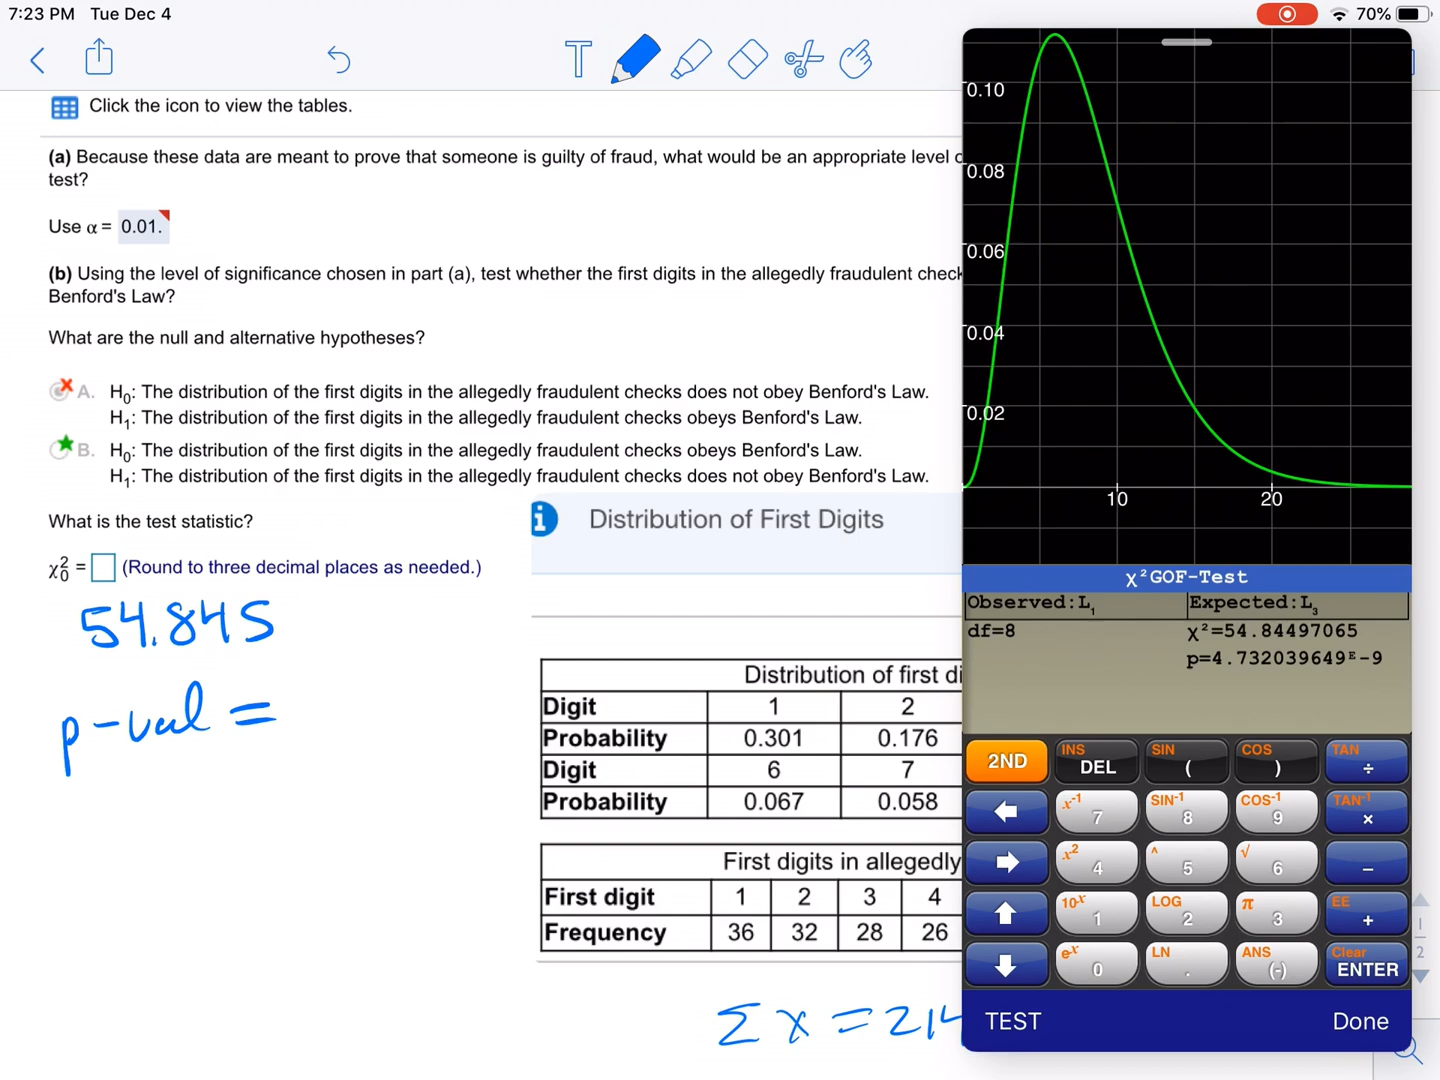 7:23 PM Tue Dec 4
70%
T
Click the icon to view the tables.
(a) Because these data are meant to prove that someone is guilty of fraud, what would be an appropriate level
test?
Use α = 0.01.
(b) Using the level of significance chosen in part (a), test whether the first digits in the allegedly fraudulent check
Benford's Law?
What are the null and alternative hypotheses?
A. H0: The distribution of the first digits in the allegedly fraudulent checks does not obey Benford's Law.
H1: The distribution of the first digits in the allegedly fraudulent checks obeys Benford's Law.
B. H0: The distribution of the first digits in the allegedly fraudulent checks obeys Benford's Law.
H1: The distribution of the first digits in the allegedly fraudulent checks does not obey Benford's Law.
What is the test statistic?
χ²0 = (Round to three decimal places as needed.)
54.845
p-val =
Distribution of First Digits
Distribution of first di
Digit 1 2
Probability 0.301 0.176
Digit 6 7
Probability 0.067 0.058
First digits in allegedly
First digit 1 2 3 4
Frequency 36 32 28 26
Σ x = 214
0.10
0.08
0.06
0.04
0.02
10 20
χ²GOF-Test
Observed:L1 Expected:L3
df=8 χ²=54.84497065
p=4.732039649E-9
2ND INS DEL SIN ( COS ) TAN ÷
x-1 7 SIN-1 8 COS-1 9 TAN-1 ×
x2 4 ^ 5 √ 6 −
10x 1 LOG 2 π 3 EE +
ex 0 LN . ANS (-) Clear ENTER
TEST Done
1
2